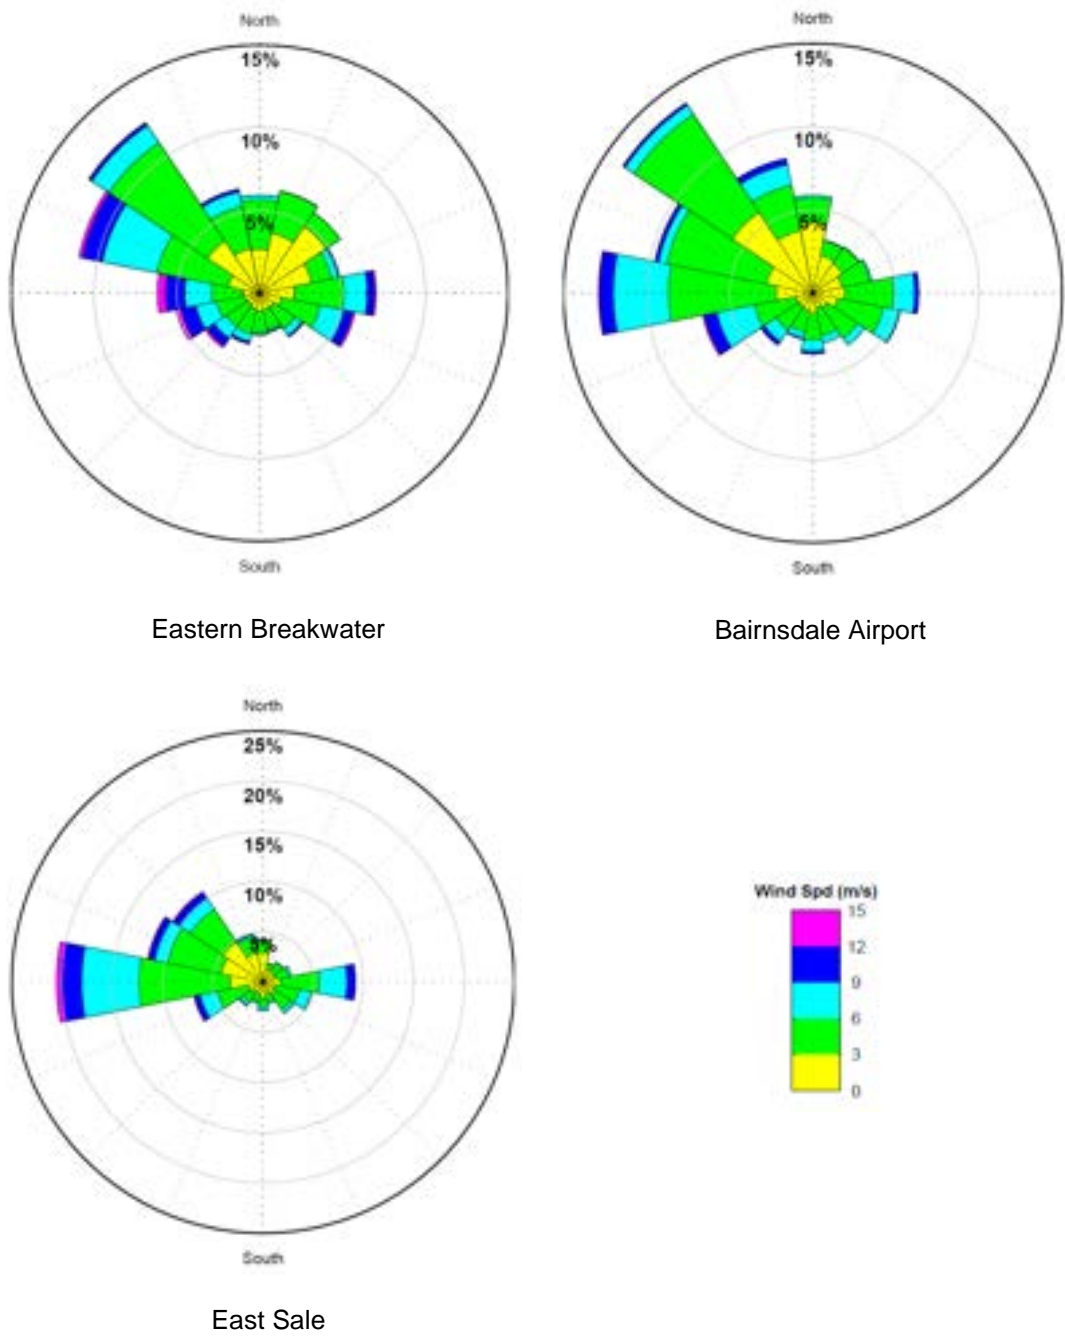 North
15%
10%
5%
South
Eastern Breakwater
North
15%
10%
5%
South
Bairnsdale Airport
North
25%
20%
15%
10%
5%
South
East Sale
Wind Spd (m/s)
15
12
9
6
3
0